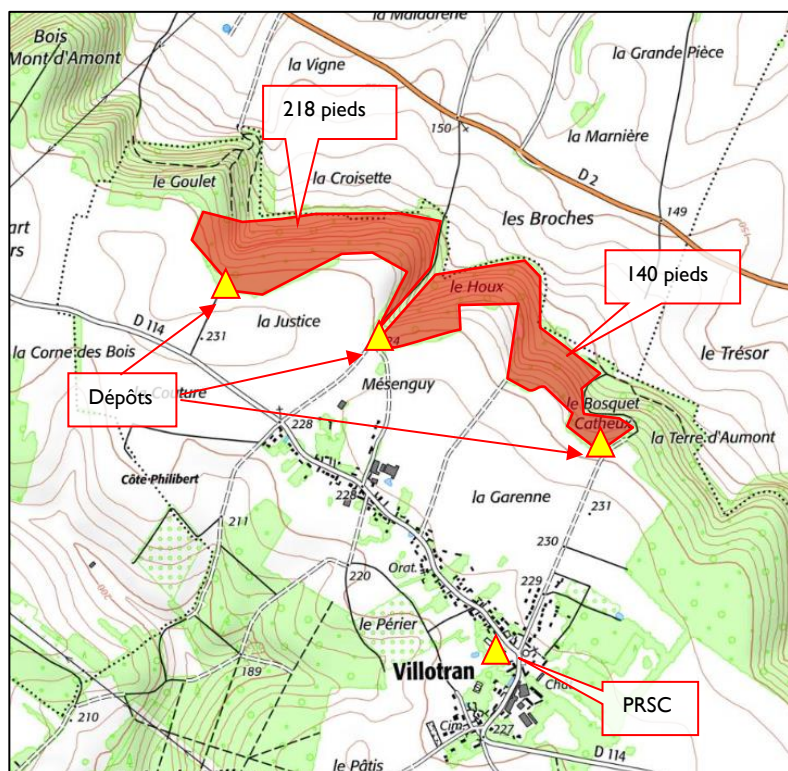 Bois
Mont d'Amont
la Maladrerie
la Grande Pièce
la Vigne
218 pieds
150
la Marnière
le Goulet
la Croisette
D 2
149
150
les Broches
140 pieds
le Houx
D 114
231
la Justice
la Corne des Bois
le Trésor
Mésenguy
Dépôts
la Couture
le Bosquet
Catheux
la Terre d'Aumont
228
Côte Philibert
228
la Garenne
231
211
230
Orat.
229
220
200
le Périer
189
Villotran
PRSC
210
Cim.
227
D 114
le Pâtis